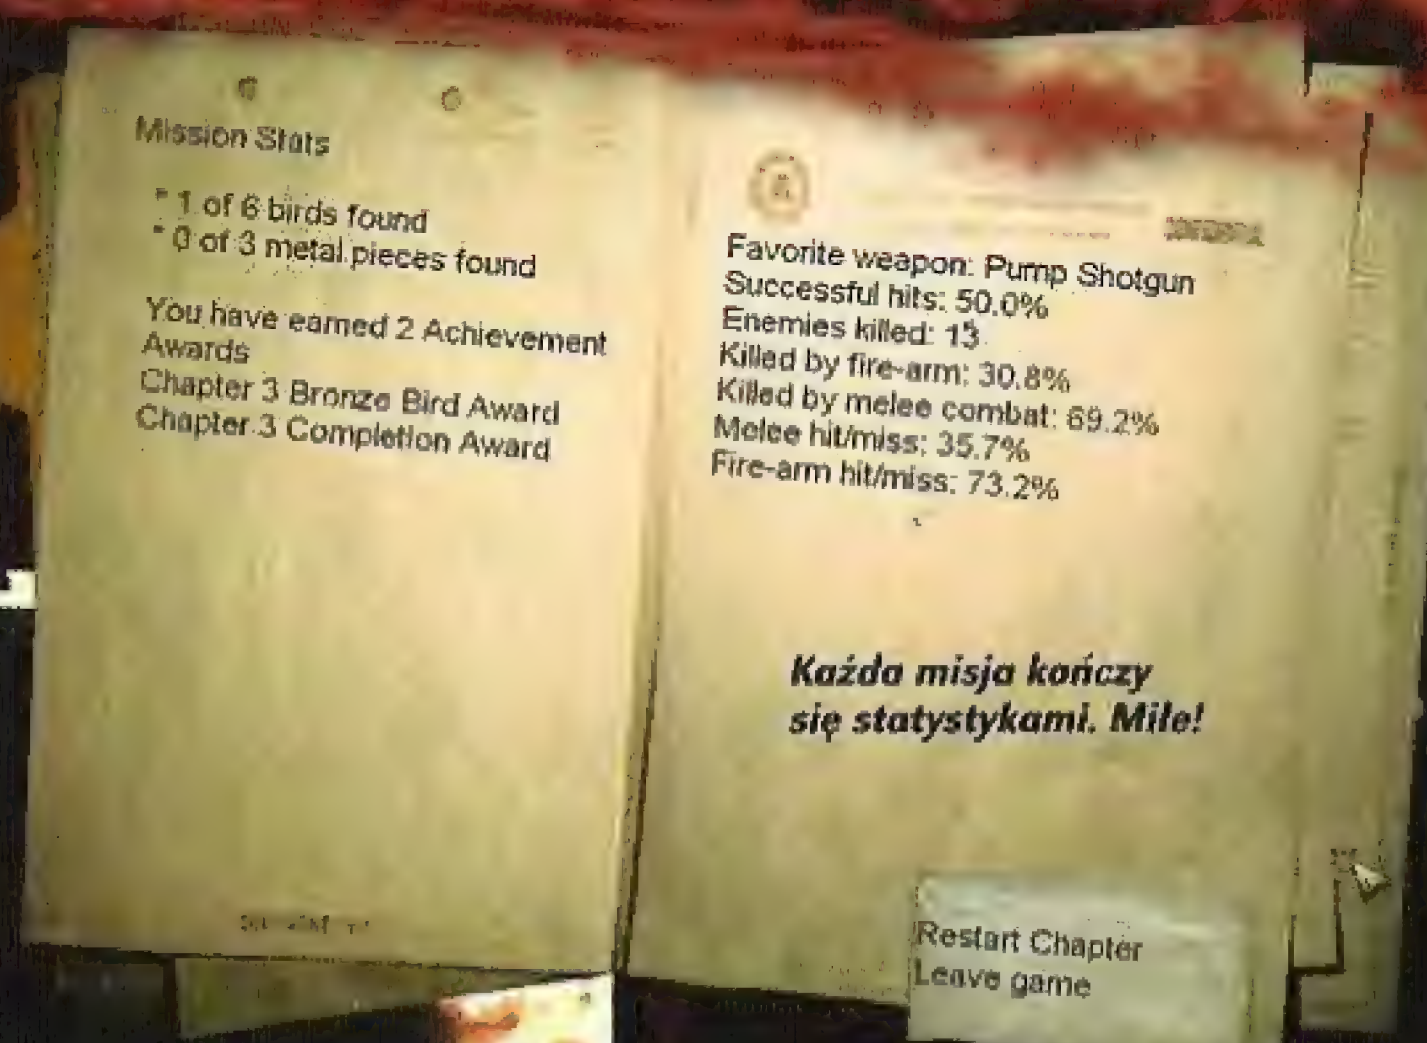 Mission Stats
* 1 of 6 birds found
* 0 of 3 metal pieces found
You have earned 2 Achievement
Awards
Chapter 3 Bronze Bird Award
Chapter 3 Completion Award
Favorite weapon: Pump Shotgun
Successful hits: 50.0%
Enemies killed: 13
Killed by fire-arm: 30.8%
Killed by melee combat: 69.2%
Melee hit/miss: 35.7%
Fire-arm hit/miss: 73.2%
Każda misja kończy
się statystykami. Miłe!
Restart Chapter
Leave game